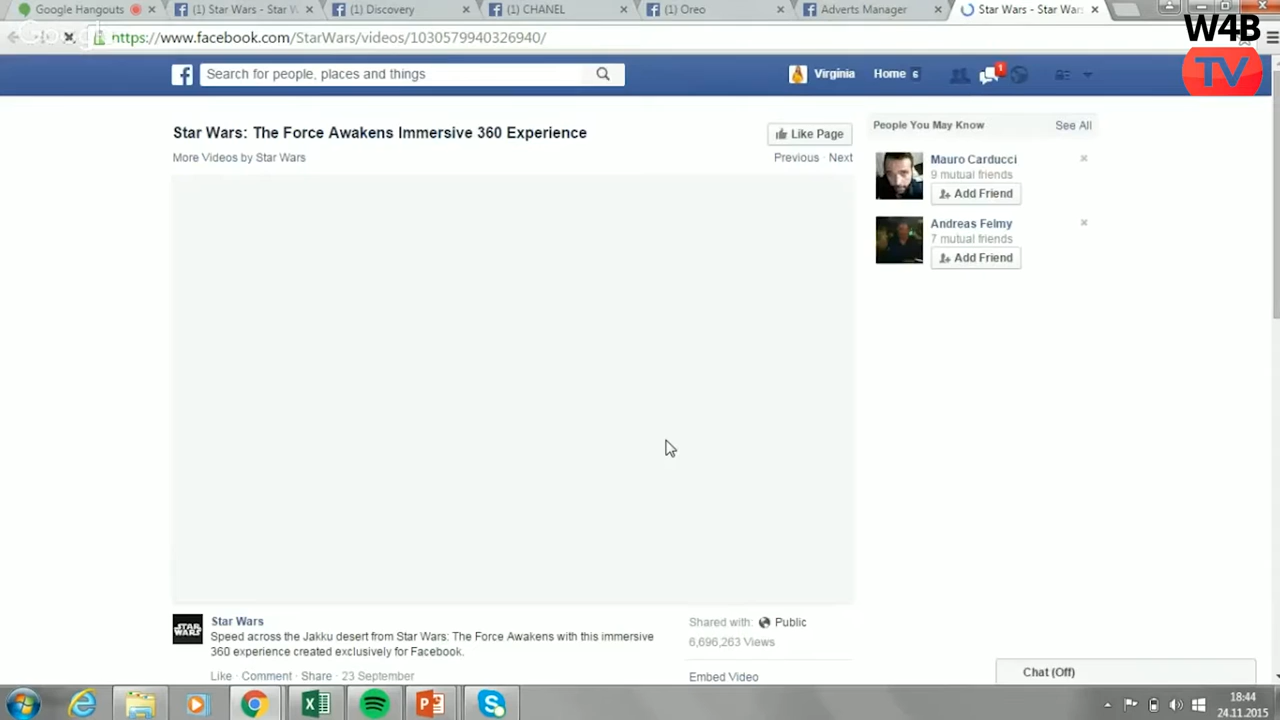 Google Hangouts
(1) Star Wars - Star W
(1) Discovery
(1) CHANEL
(1) Oreo
Adverts Manager
Star Wars - Star Wars
W4B
TV
https://www.facebook.com/StarWars/videos/1030579940326940/
Search for people, places and things
Virginia
Home 6
1
Star Wars: The Force Awakens Immersive 360 Experience
Like Page
More Videos by Star Wars
Previous · Next
People You May Know
See All
Mauro Carducci
9 mutual friends
Add Friend
Andreas Felmy
7 mutual friends
Add Friend
STAR WARS
Star Wars
Speed across the Jakku desert from Star Wars: The Force Awakens with this immersive
360 experience created exclusively for Facebook.
Like · Comment · Share · 23 September
Shared with: Public
6,696,263 Views
Embed Video
Chat (Off)
18:44
24.11.2015